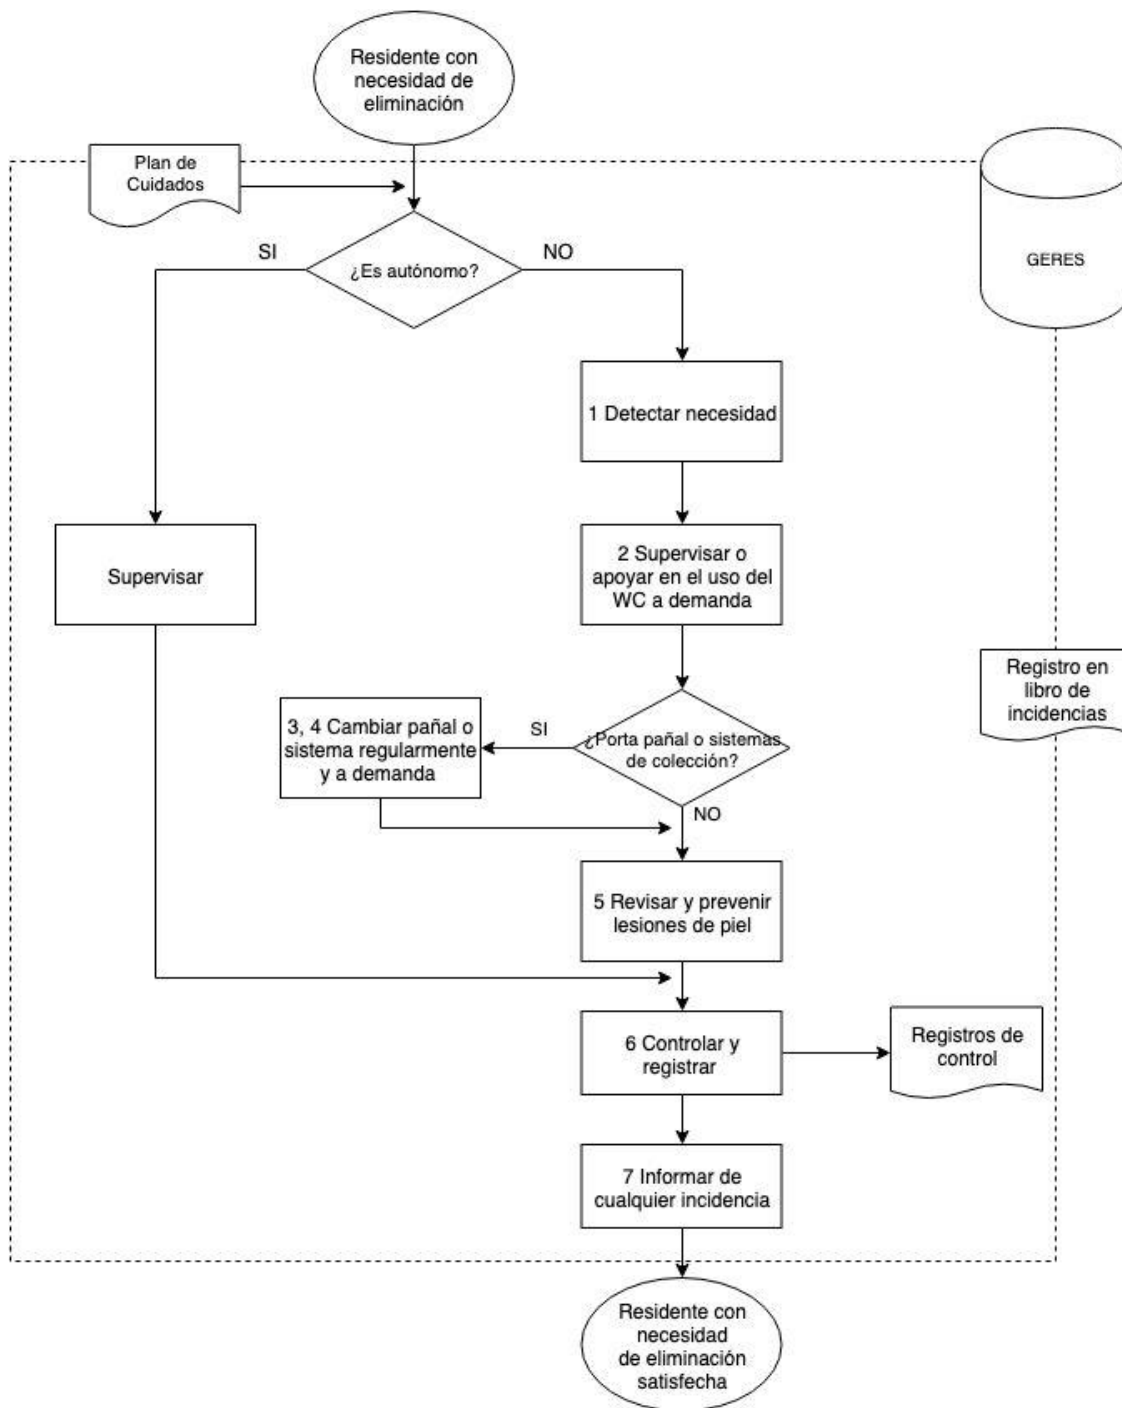 Residente con
necesidad de
eliminación
Plan de
Cuidados
GERES
SI
NO
¿Es autónomo?
1 Detectar necesidad
Supervisar
2 Supervisar o
apoyar en el uso del
WC a demanda
Registro en
libro de
incidencias
3, 4 Cambiar pañal o
sistema regularmente
y a demanda
SI
¿Porta pañal o sistemas
de colección?
NO
5 Revisar y prevenir
lesiones de piel
6 Controlar y
registrar
Registros de
control
7 Informar de
cualquier incidencia
Residente con
necesidad
de eliminación
satisfecha